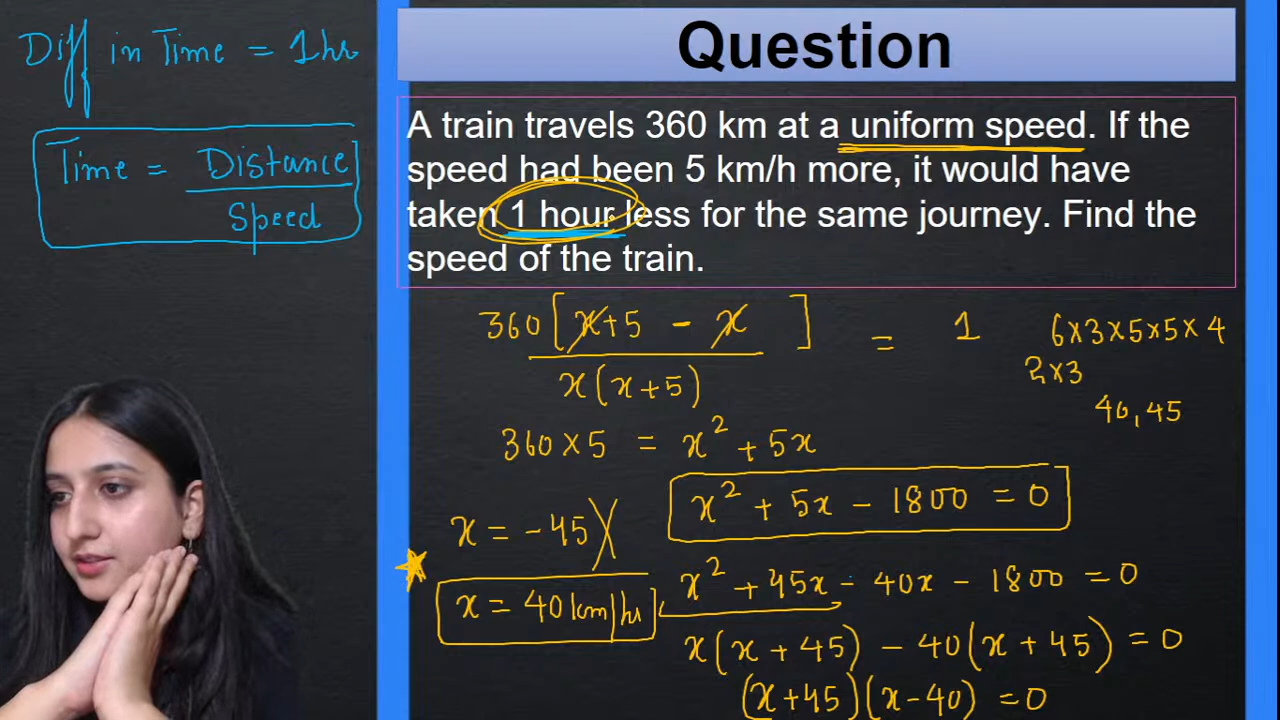 Diff in Time = 1hr
Time = Distance
Speed
Question
A train travels 360 km at a uniform speed. If the
speed had been 5 km/h more, it would have
taken 1 hour less for the same journey. Find the
speed of the train.
360[x+5 - x] = 1
x(x+5)
6×3×5×5×4
2×3
40,45
360×5 = x² + 5x
x² + 5x - 1800 = 0
x = -45 X
x = 40km/hr
x² + 45x - 40x - 1800 = 0
x(x + 45) - 40(x + 45) = 0
(x+45)(x-40) = 0